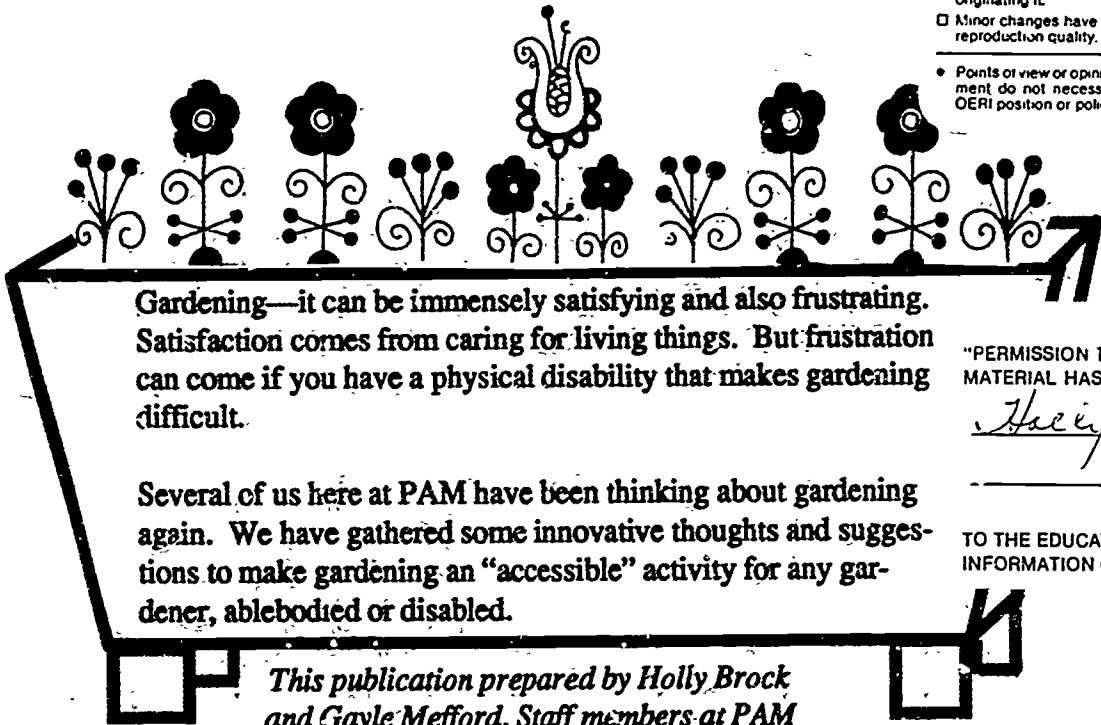 originating it.
□ Minor changes have
reproduction quality.
• Points of view or opin
ment do not necess
OERI position or poli
Gardening—it can be immensely satisfying and also frustrating.
Satisfaction comes from caring for living things. But frustration
can come if you have a physical disability that makes gardening
difficult.
Several of us here at PAM have been thinking about gardening
again. We have gathered some innovative thoughts and sugges-
tions to make gardening an “accessible” activity for any gar-
dener, ablebodied or disabled.
This publication prepared by Holly Brock
and Gayle Mefford, Staff members at PAM
"PERMISSION T
MATERIAL HAS
TO THE EDUCA
INFORMATION